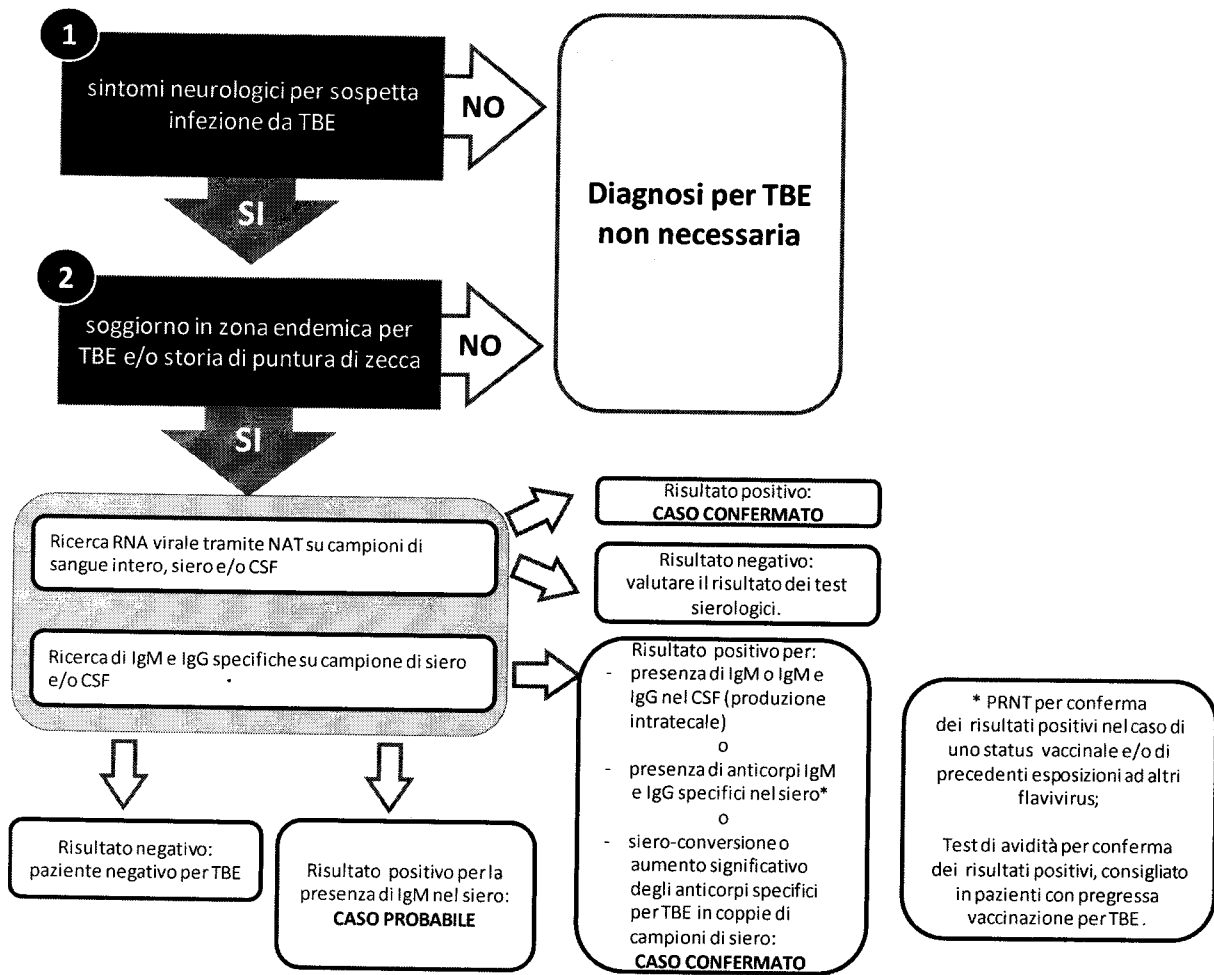 1
sintomi neurologici per sospetta
infezione da TBE
NO
SI
Diagnosi per TBE
non necessaria
2
soggiorno in zona endemica per
TBE e/o storia di puntura di zecca
NO
SI
Ricerca RNA virale tramite NAT su campioni di
sangue intero, siero e/o CSF
Risultato positivo:
CASO CONFERMATO
Risultato negativo:
valutare il risultato dei test
sierologici.
Ricerca di IgM e IgG specifiche su campione di siero
e/o CSF
Risultato positivo per:
- presenza di IgM o IgM e
IgG nel CSF (produzione
intratecale)
o
- presenza di anticorpi IgM
e IgG specifici nel siero*
o
- siero-conversione o
aumento significativo
degli anticorpi specifici
per TBE in coppie di
campioni di siero:
CASO CONFERMATO
* PRNT per conferma
dei risultati positivi nel caso di
uno status vaccinale e/o di
precedenti esposizioni ad altri
flavivirus;
Test di avidità per conferma
dei risultati positivi, consigliato
in pazienti con pregressa
vaccinazione per TBE.
Risultato negativo:
paziente negativo per TBE
Risultato positivo per la
presenza di IgM nel siero:
CASO PROBABILE